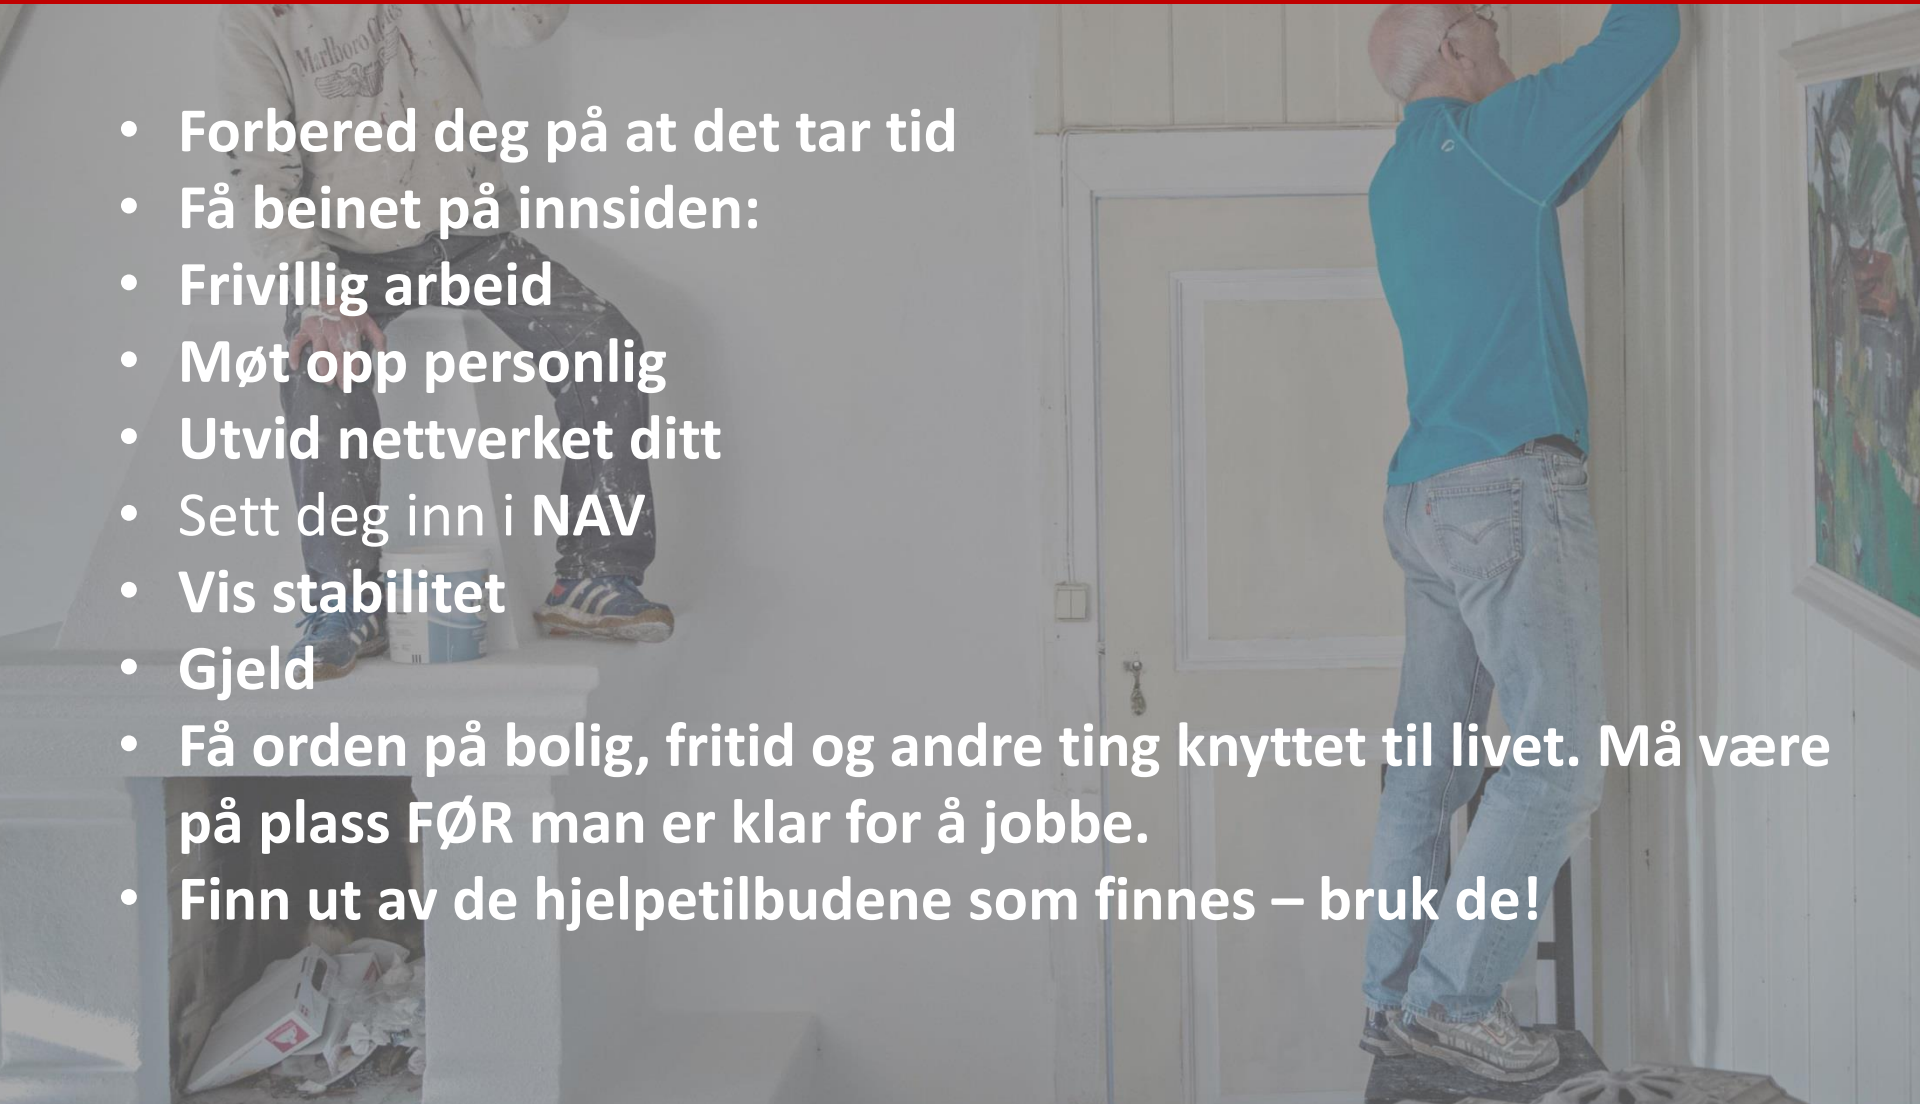 Marlboro Classics
• Forbered deg på at det tar tid
• Få beinet på innsiden:
• Frivillig arbeid
• Møt opp personlig
• Utvid nettverket ditt
• Sett deg inn i NAV
• Vis stabilitet
• Gjeld
• Få orden på bolig, fritid og andre ting knyttet til livet. Må være
på plass FØR man er klar for å jobbe.
• Finn ut av de hjelpetilbudene som finnes – bruk de!